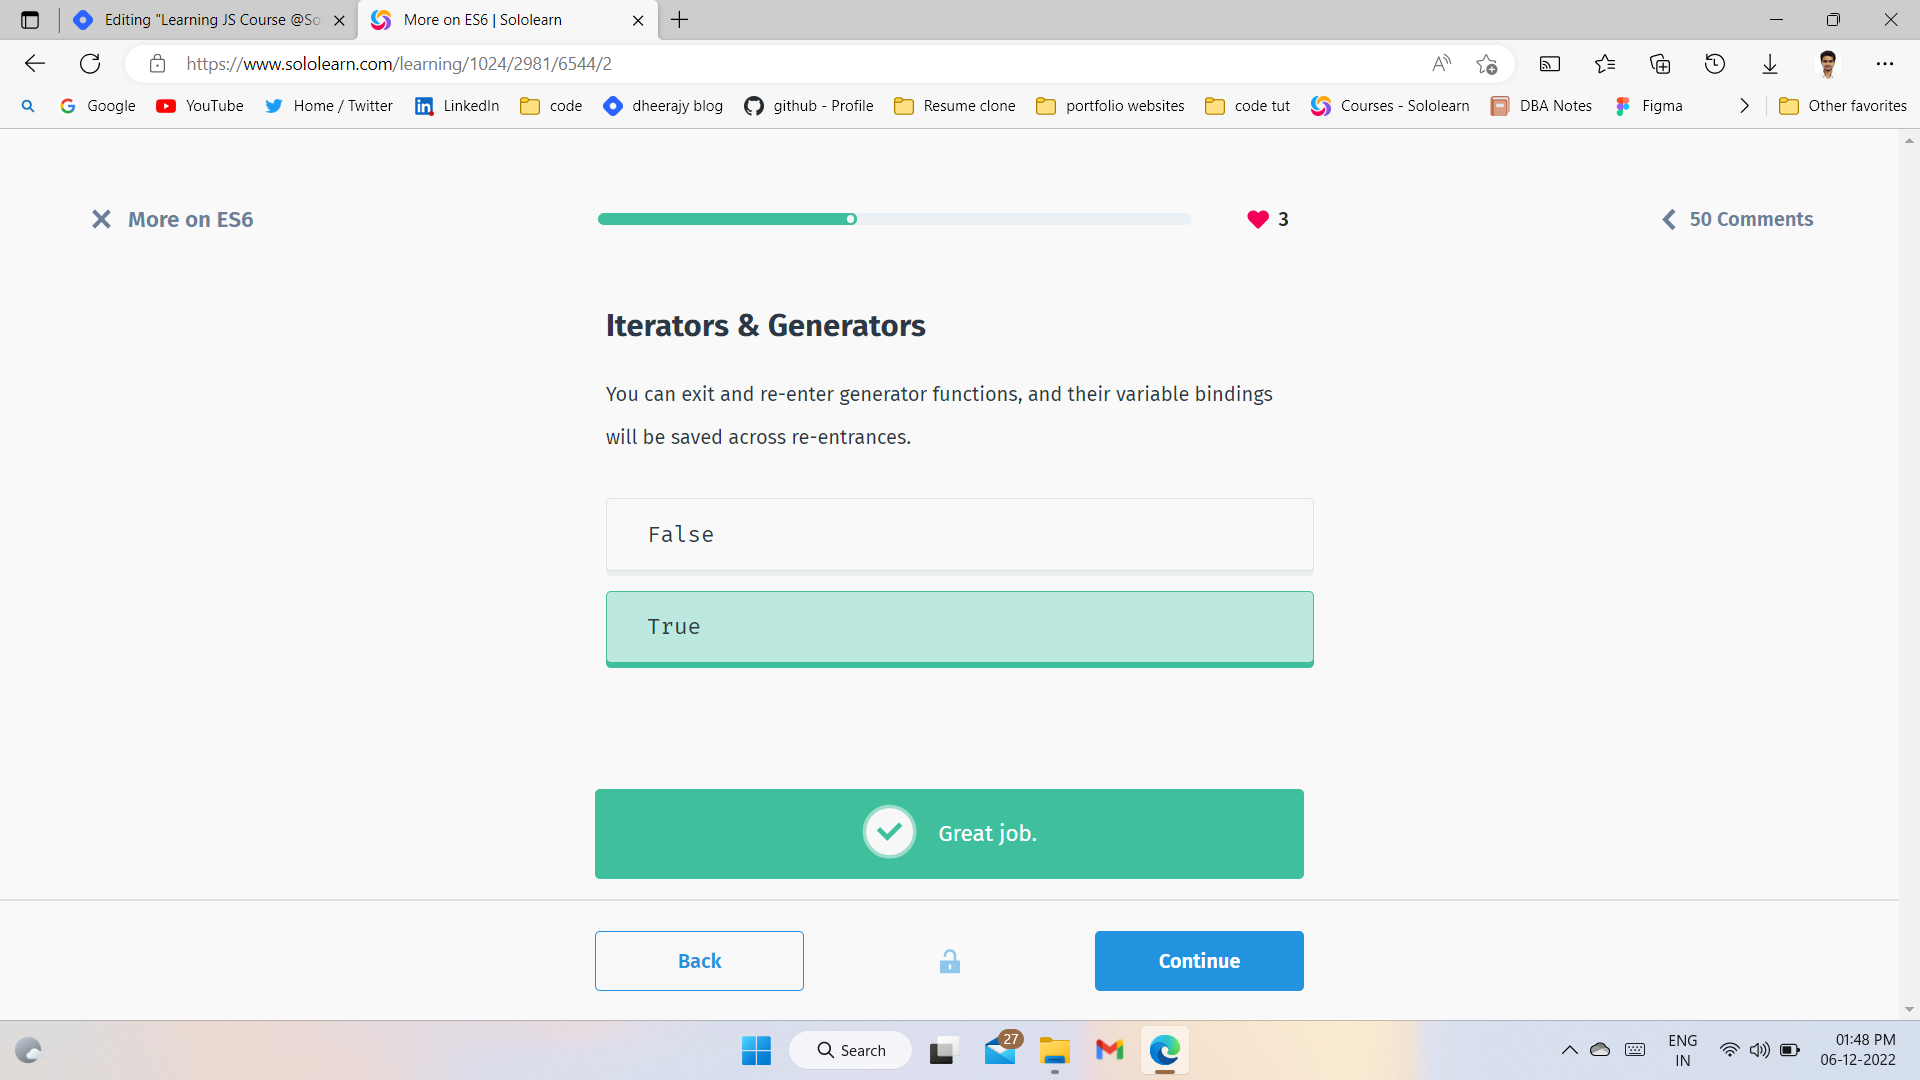 Editing "Learning JS Course @So
More on ES6 | Sololearn
https://www.sololearn.com/learning/1024/2981/6544/2
Google
YouTube
Home / Twitter
LinkedIn
code
dheerajy blog
github - Profile
Resume clone
portfolio websites
code tut
Courses - Sololearn
DBA Notes
Figma
Other favorites
More on ES6
3
50 Comments
Iterators & Generators
You can exit and re-enter generator functions, and their variable bindings
will be saved across re-entrances.
False
True
Great job.
Back
Continue
Search
27
ENG
IN
01:48 PM
06-12-2022